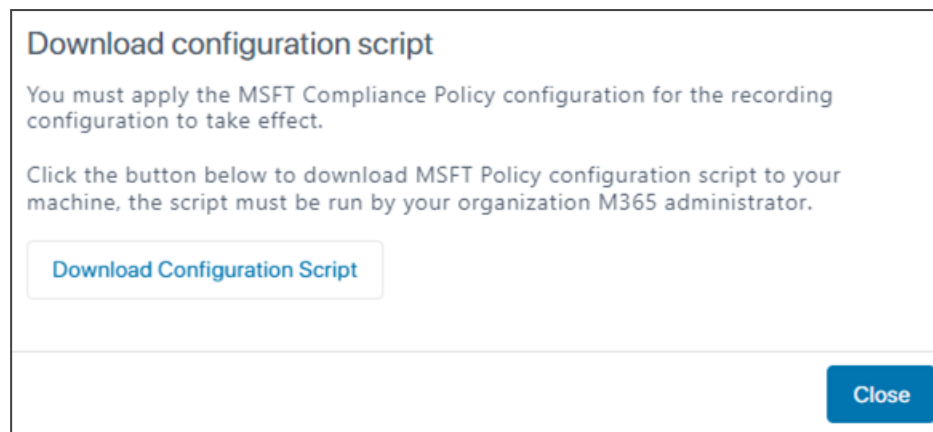 Download configuration script
You must apply the MSFT Compliance Policy configuration for the recording
configuration to take effect.
Click the button below to download MSFT Policy configuration script to your
machine, the script must be run by your organization M365 administrator.
Download Configuration Script
Close